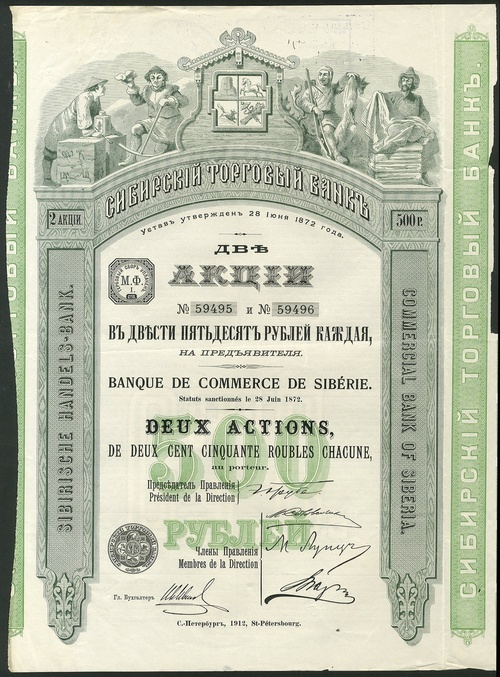 СИБИРСКІЙ ТОРГОВЫЙ БАНКЪ
2 АКЦІИ.
500 Р.
Уставъ утвержденъ 28 Іюня 1872 года.
ДВѢ
АКЦІИ
М.Ф.
1.
№ 59495 и № 59496
ВЪ ДВѢСТИ ПЯТЬДЕСЯТЪ РУБЛЕЙ КАЖДАЯ,
НА ПРЕДЪЯВИТЕЛЯ.
BANQUE DE COMMERCE DE SIBÉRIE.
Statuts sanctionnés le 28 Juin 1872.
500
DEUX ACTIONS,
DE DEUX CENT CINQUANTE ROUBLES CHACUNE,
au porteur.
Предсѣдатель Правленія
Président de la Direction
РУБЛЕЙ
Члены Правленія
Membres de la Direction
Гл. Бухгалтеръ
С.-Петербургъ, 1912, St-Pétersbourg.
SIBIRISCHE HANDELS-BANK.
COMMERCIAL BANK OF SIBERIA.
СИБИРСКІЙ ТОРГОВЫЙ БАНКЪ.